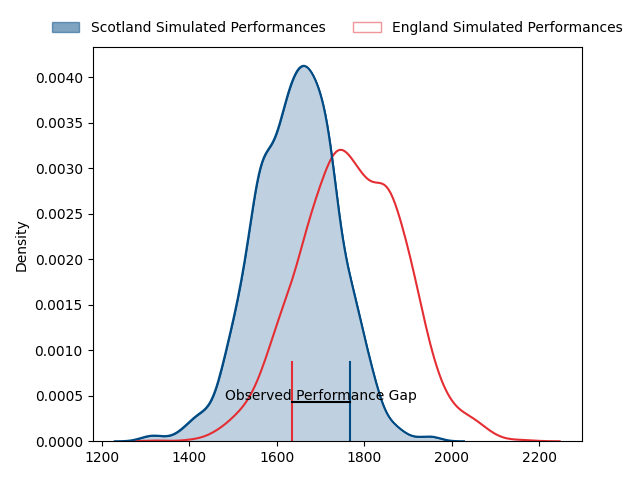 Scotland Simulated Performances England Simulated Performances
0.0040
0.0035
0.0030
0.0025
0.0020
0.0015
0.0010
0.0005
0.0000
Density
Observed Performance Gap
1200 1400 1600 1800 2000 2200